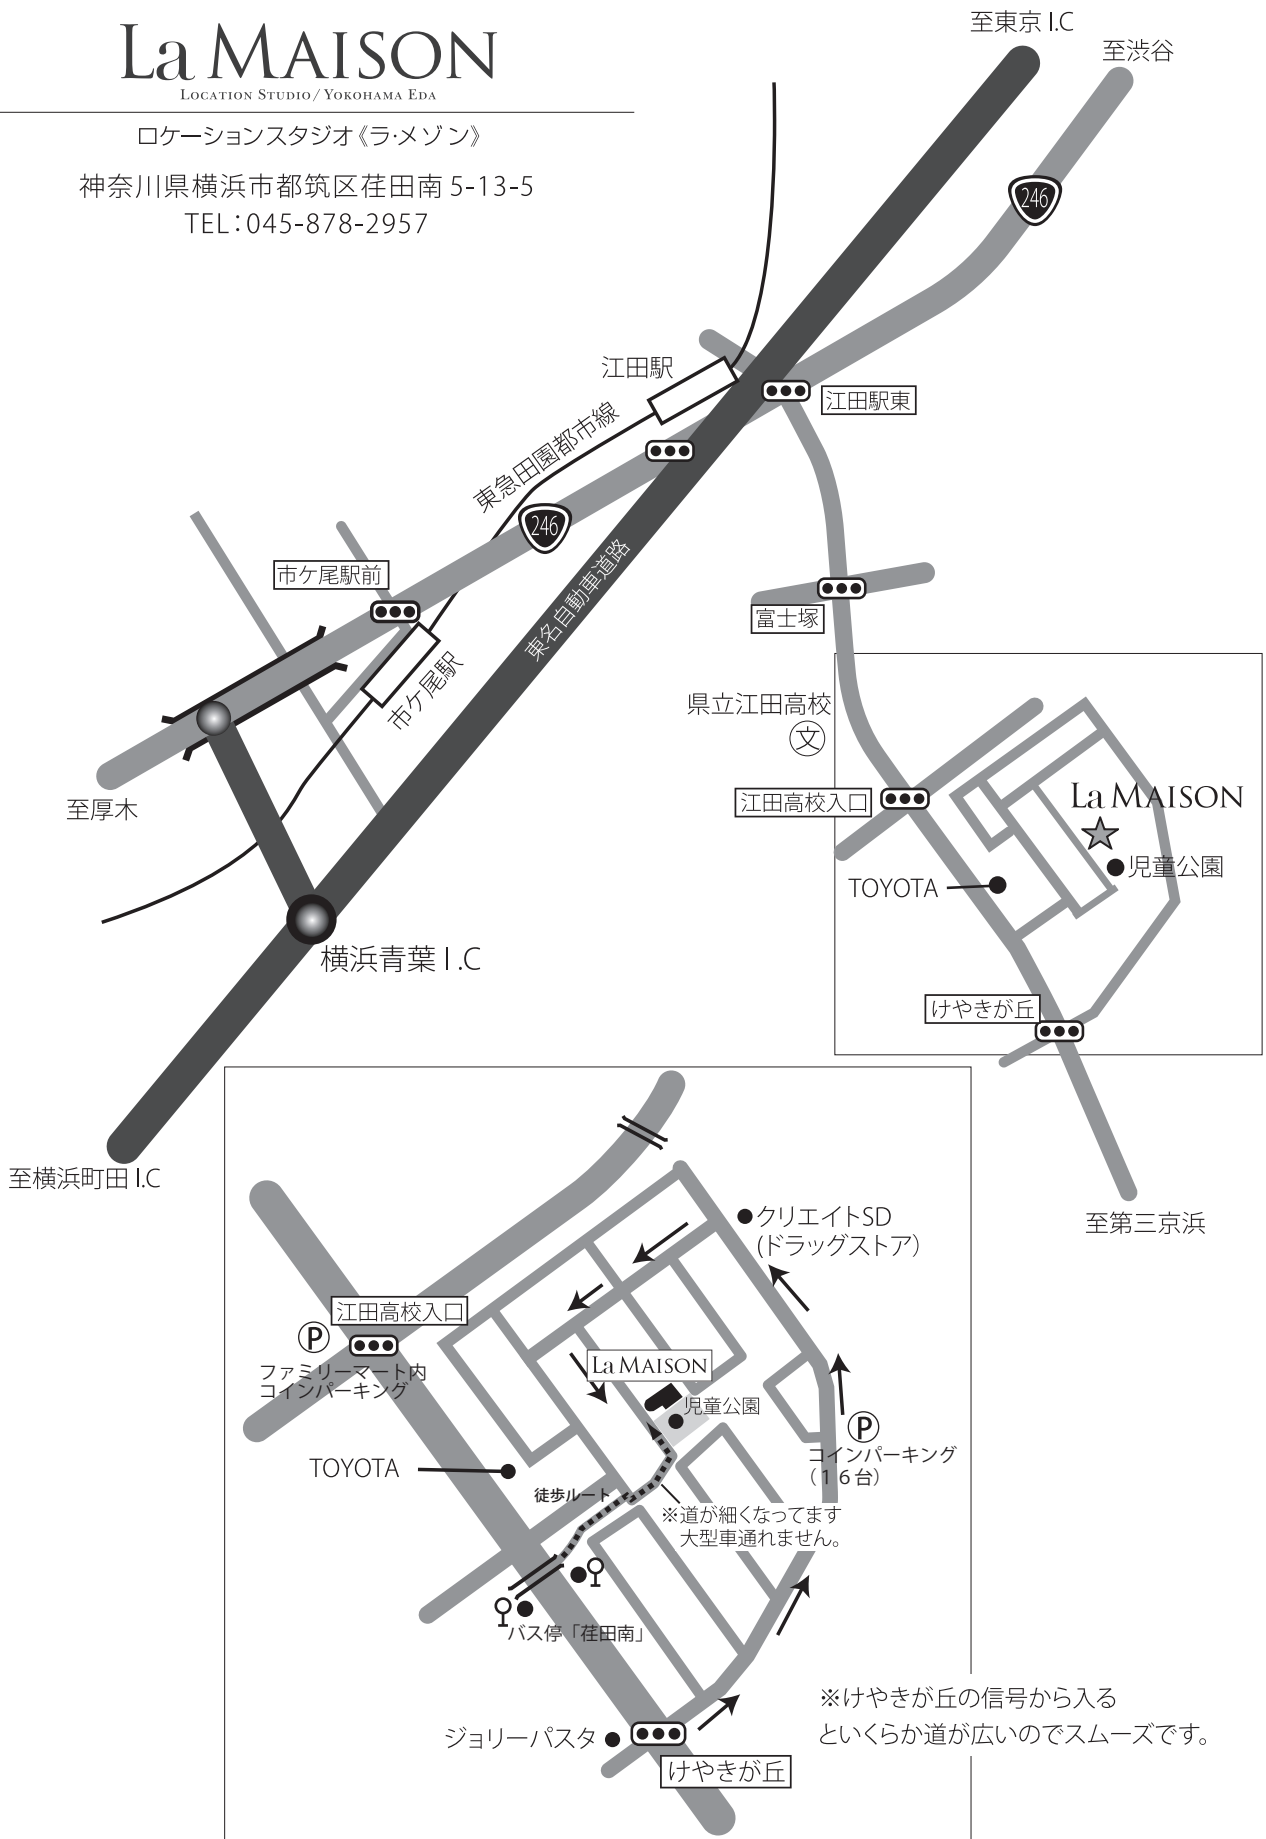 La MAISON
LOCATION STUDIO/YOKOHAMA EDA
ロケーションスタジオ《ラ・メゾン》
神奈川県横浜市都筑区荏田南5-13-5
TEL：045-878-2957
至東京I.C
至渋谷
246
江田駅
江田駅東
東急田園都市線
246
市ケ尾駅前
東名自動車道路
富士塚
市ケ尾駅
県立江田高校
文
至厚木
江田高校入口
La MAISON
児童公園
TOYOTA
横浜青葉I.C
けやきが丘
至横浜町田I.C
至第三京浜
クリエイトSD
(ドラッグストア)
江田高校入口
P
ファミリーマート内
コインパーキング
La MAISON
児童公園
P
コインパーキング
(16台)
TOYOTA
徒歩ルート
※道が細くなってます
大型車通れません。
バス停「荏田南」
※けやきが丘の信号から入る
といくらか道が広いのでスムーズです。
ジョリーパスタ
けやきが丘